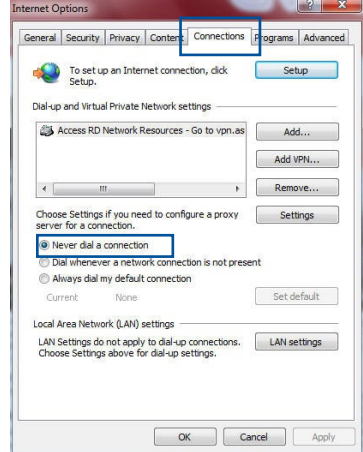 Internet Options
General Security Privacy Content Connections Programs Advanced
To set up an Internet connection, click
Setup.
Setup
Dial-up and Virtual Private Network settings
Access RD Network Resources - Go to vpn.as
Add...
Add VPN...
Remove...
Choose Settings if you need to configure a proxy
server for a connection.
Settings
Never dial a connection
Dial whenever a network connection is not present
Always dial my default connection
Current None
Set default
Local Area Network (LAN) settings
LAN Settings do not apply to dial-up connections.
Choose Settings above for dial-up settings.
LAN settings
OK Cancel Apply